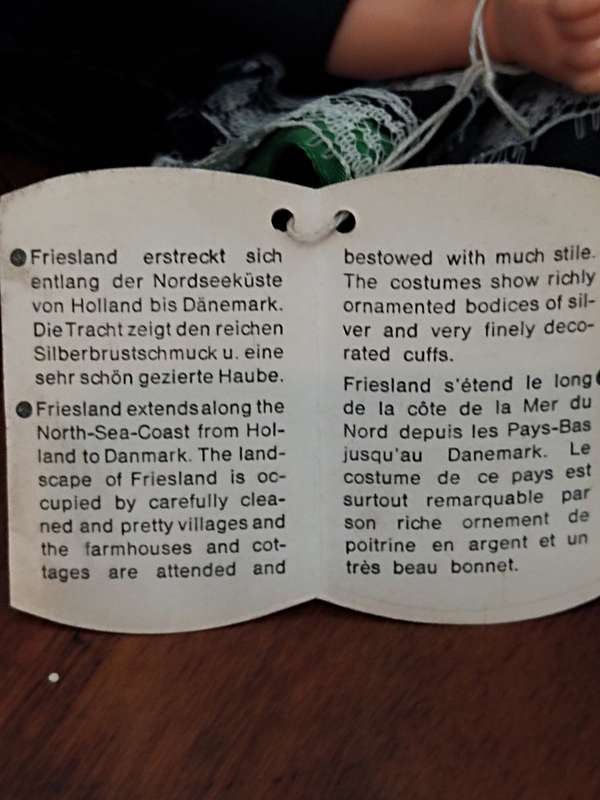 Friesland erstreckt sich
entlang der Nordseeküste
von Holland bis Dänemark.
Die Tracht zeigt den reichen
Silberbrustschmuck u. eine
sehr schön gezierte Haube.
Friesland extends along the
North-Sea-Coast from Hol-
land to Danmark. The land-
scape of Friesland is oc-
cupied by carefully clea-
ned and pretty villages and
the farmhouses and cot-
tages are attended and
bestowed with much stile.
The costumes show richly
ornamented bodices of sil-
ver and very finely deco-
rated cuffs.
Friesland s'étend le long
de la côte de la Mer du
Nord depuis les Pays-Bas
jusqu'au Danemark. Le
costume de ce pays est
surtout remarquable par
son riche ornement de
poitrine en argent et un
très beau bonnet.